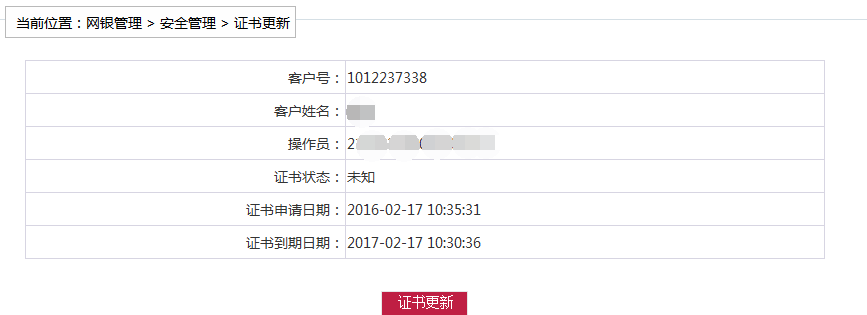 当前位置：网银管理 > 安全管理 > 证书更新
客户号： 1012237338
客户姓名：
操作员： 2
证书状态： 未知
证书申请日期： 2016-02-17 10:35:31
证书到期日期： 2017-02-17 10:30:36
证书更新